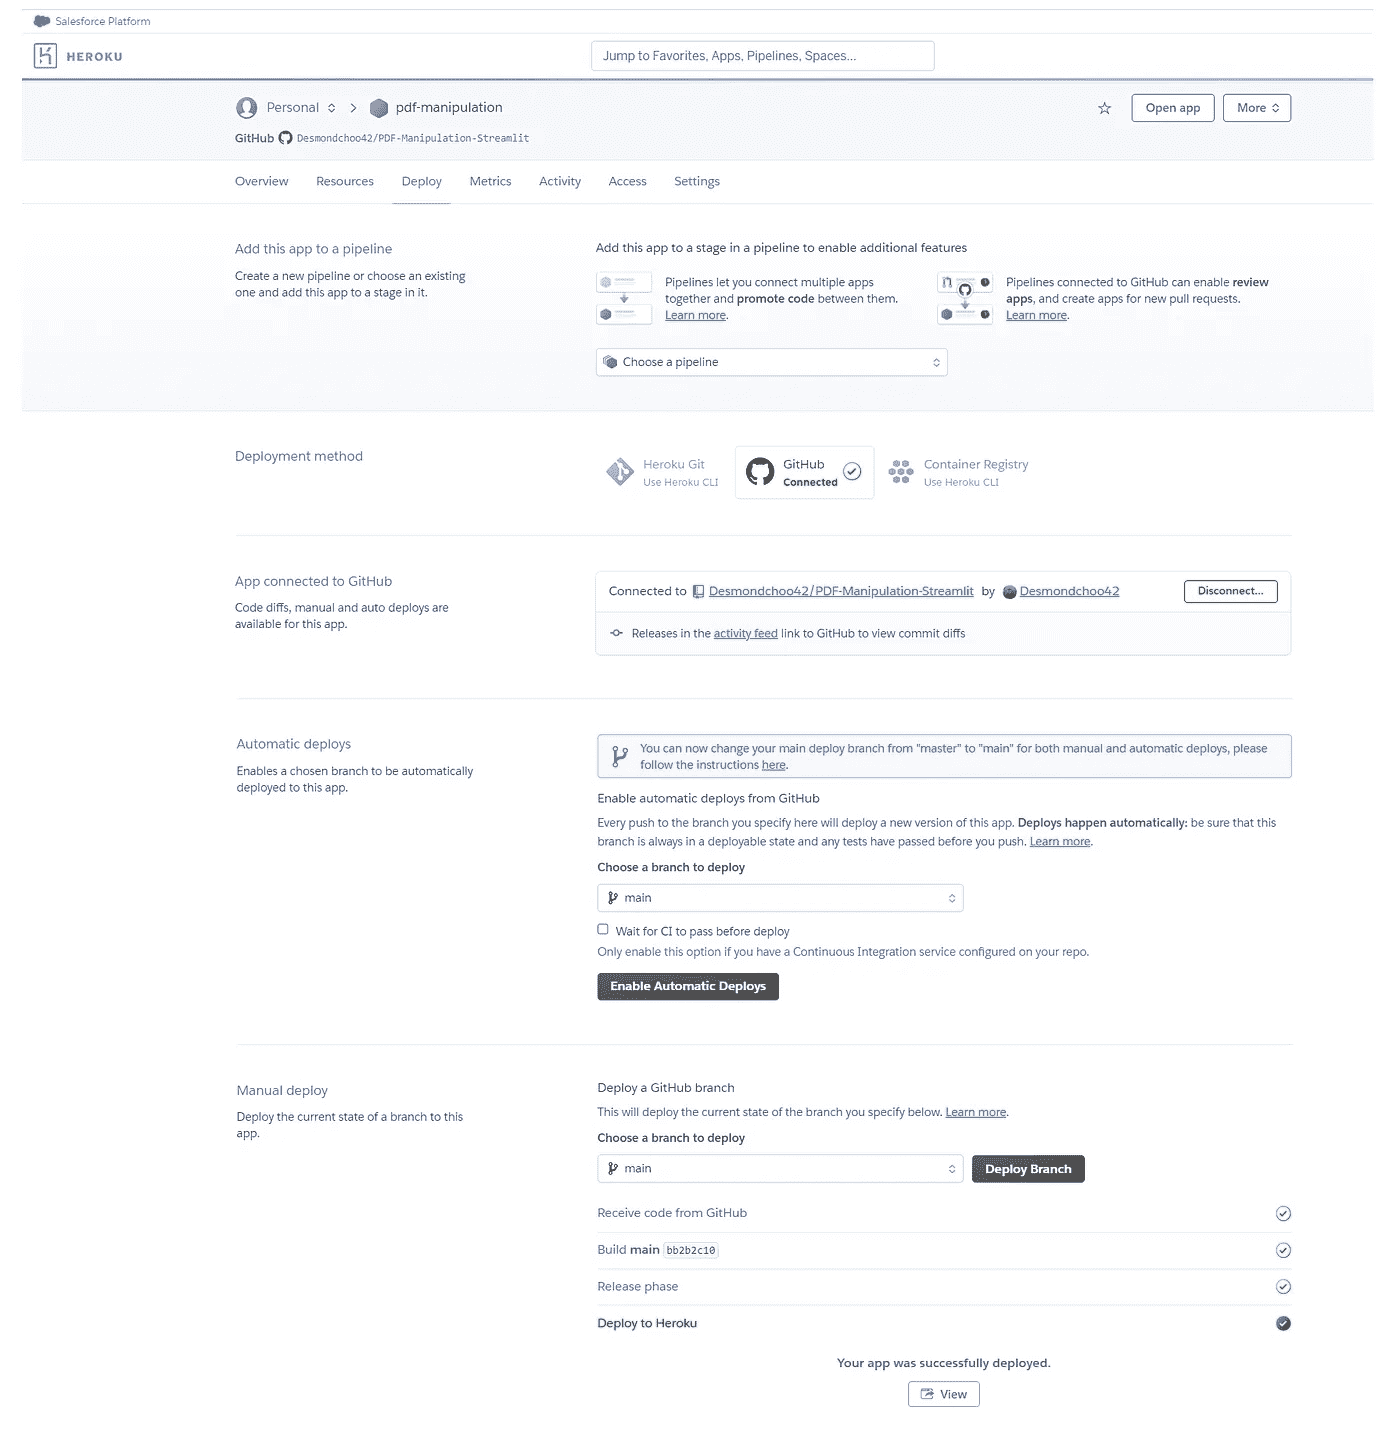 Salesforce Platform
HEROKU
Jump to Favorites, Apps, Pipelines, Spaces...
Personal
pdf-manipulation
Open app
More
GitHub Desmondchoo42/PDF-Manipulation-Streamlit
Overview Resources Deploy Metrics Activity Access Settings
Add this app to a pipeline
Create a new pipeline or choose an existing
one and add this app to a stage in it.
Add this app to a stage in a pipeline to enable additional features
Pipelines let you connect multiple apps
together and promote code between them.
Learn more.
Pipelines connected to GitHub can enable review
apps, and create apps for new pull requests.
Learn more.
Choose a pipeline
Deployment method
Heroku Git
Use Heroku CLI
GitHub
Connected
Container Registry
Use Heroku CLI
App connected to GitHub
Code diffs, manual and auto deploys are
available for this app.
Connected to Desmondchoo42/PDF-Manipulation-Streamlit by Desmondchoo42
Disconnect...
Releases in the activity feed link to GitHub to view commit diffs
Automatic deploys
Enables a chosen branch to be automatically
deployed to this app.
You can now change your main deploy branch from "master" to "main" for both manual and automatic deploys, please
follow the instructions here.
Enable automatic deploys from GitHub
Every push to the branch you specify here will deploy a new version of this app. Deploys happen automatically: be sure that this
branch is always in a deployable state and any tests have passed before you push. Learn more.
Choose a branch to deploy
main
Wait for CI to pass before deploy
Only enable this option if you have a Continuous Integration service configured on your repo.
Enable Automatic Deploys
Manual deploy
Deploy the current state of a branch to this
app.
Deploy a GitHub branch
This will deploy the current state of the branch you specify below. Learn more.
Choose a branch to deploy
main
Deploy Branch
Receive code from GitHub
Build main bb2b2c10
Release phase
Deploy to Heroku
Your app was successfully deployed.
View